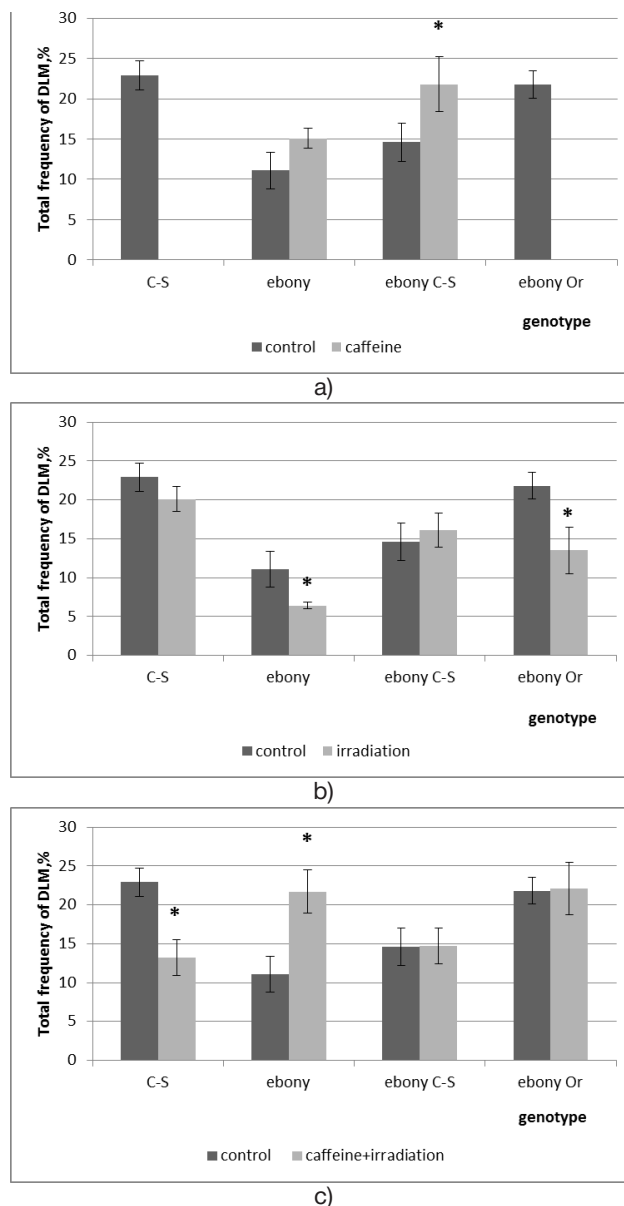 Total frequency of DLM,%
30
25
20
15
10
5
0
*
C-S ebony ebony C-S ebony Or
genotype
control caffeine
a)
Total frequency of DLM,%
30
25
20
15
10
5
0
* *
C-S ebony ebony C-S ebony Or
genotype
control irradiation
b)
Total frequency of DLM,%
30
25
20
15
10
5
0
* *
C-S ebony ebony C-S ebony Or
genotype
control caffeine+irradiation
c)